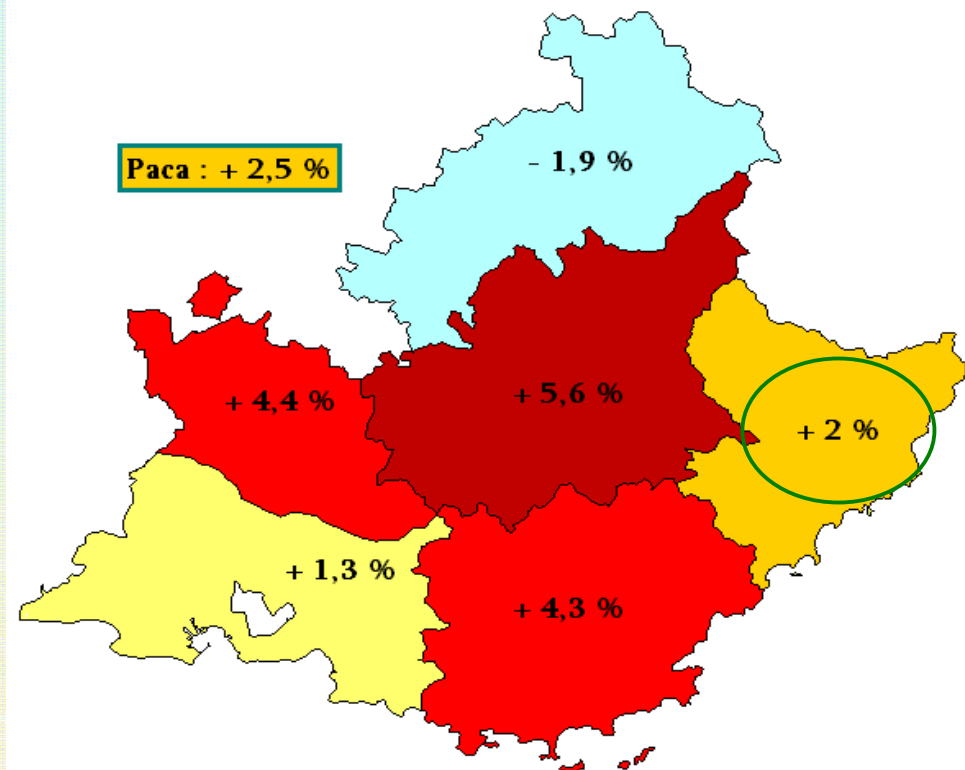 Paca : + 2,5 %
- 1,9 %
+ 4,4 %
+ 5,6 %
+ 2 %
+ 1,3 %
+ 4,3 %